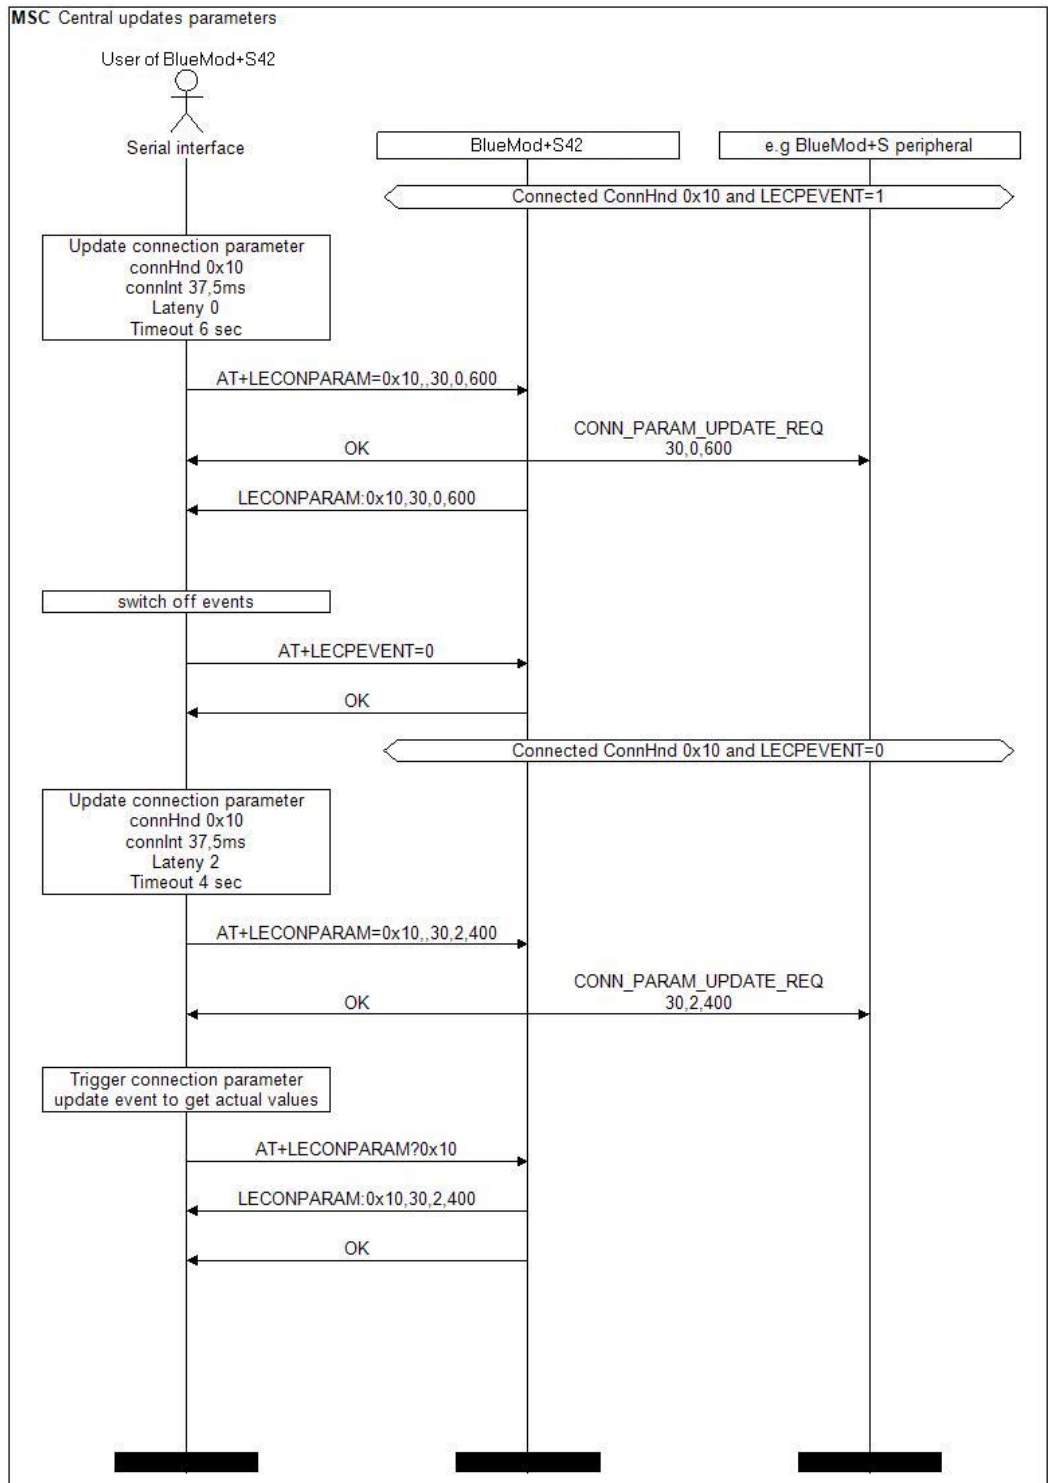 MSC Central updates parameters
User of BlueMod+S42
Serial interface
BlueMod+S42
e.g BlueMod+S peripheral
Connected ConnHnd 0x10 and LECPEVENT=1
Update connection parameter
connHnd 0x10
connInt 37,5ms
Lateny 0
Timeout 6 sec
AT+LECONPARAM=0x10,,30,0,600
CONN_PARAM_UPDATE_REQ
OK
30,0,600
LECONPARAM:0x10,30,0,600
switch off events
AT+LECPEVENT=0
OK
Connected ConnHnd 0x10 and LECPEVENT=0
Update connection parameter
connHnd 0x10
connInt 37,5ms
Lateny 2
Timeout 4 sec
AT+LECONPARAM=0x10,,30,2,400
CONN_PARAM_UPDATE_REQ
OK
30,2,400
Trigger connection parameter
update event to get actual values
AT+LECONPARAM?0x10
LECONPARAM:0x10,30,2,400
OK